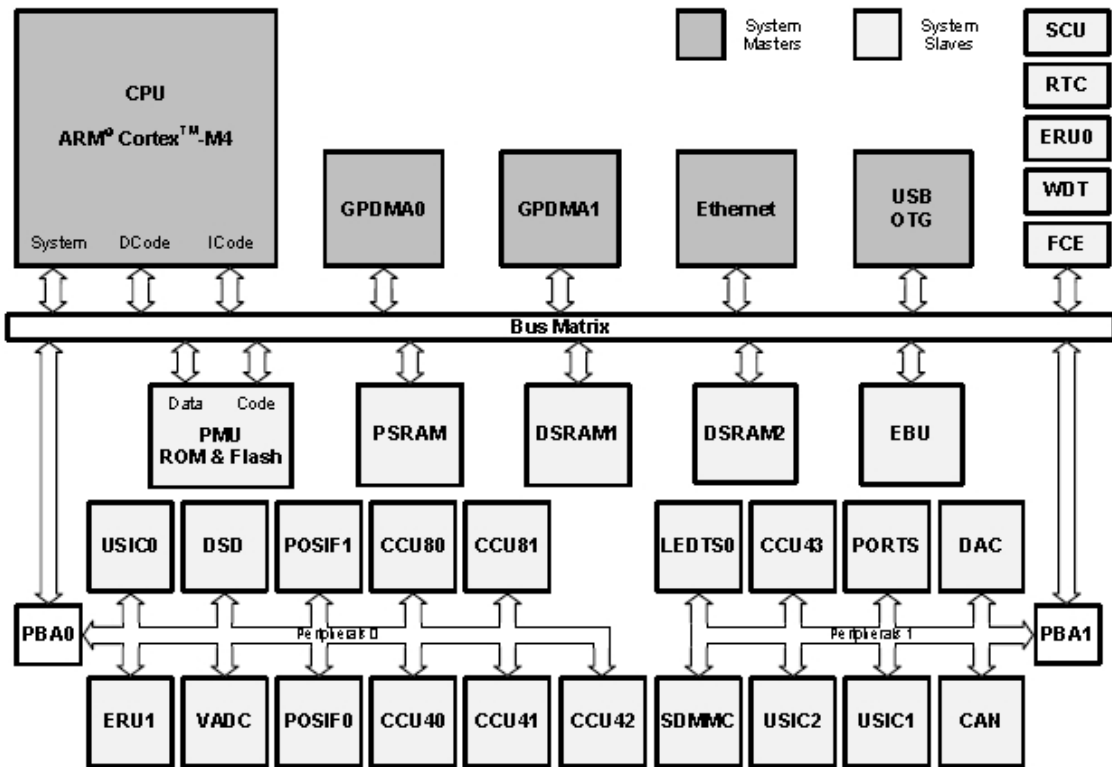 CPU
ARM® Cortex™-M4
System DCode ICode
GPDMA0
GPDMA1
Ethernet
USB
OTG
System
Masters
System
Slaves
SCU
RTC
ERU0
WDT
FCE
Bus Matrix
Data Code
PMU
ROM & Flash
PSRAM
DSRAM1
DSRAM2
EBU
USIC0
DSD
POSIF1
CCU80
CCU81
LEDTS0
CCU43
PORTS
DAC
PBA0
Peripherals 0
Peripherals 1
PBA1
ERU1
VADC
POSIF0
CCU40
CCU41
CCU42
SDMMC
USIC2
USIC1
CAN